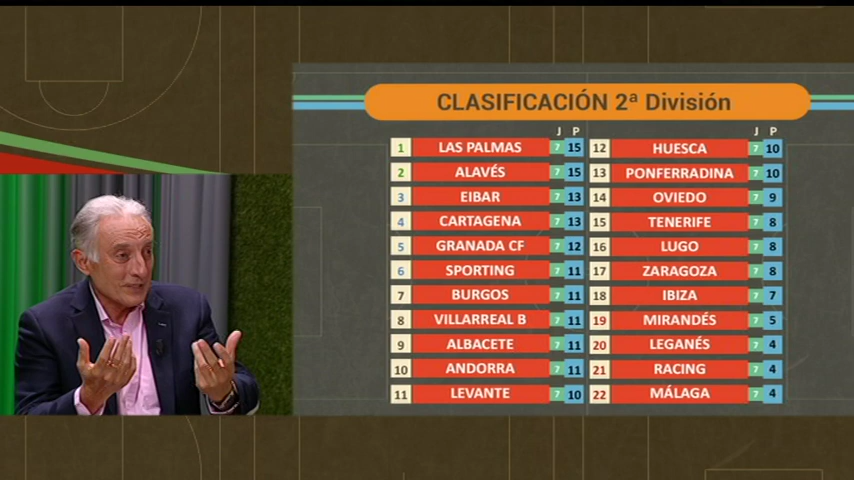 CLASIFICACIÓN 2ª División
J P
1 LAS PALMAS 7 15
2 ALAVÉS 7 15
3 EIBAR 7 13
4 CARTAGENA 7 13
5 GRANADA CF 7 12
6 SPORTING 7 11
7 BURGOS 7 11
8 VILLARREAL B 7 11
9 ALBACETE 7 11
10 ANDORRA 7 11
11 LEVANTE 7 10
J P
12 HUESCA 7 10
13 PONFERRADINA 7 10
14 OVIEDO 7 9
15 TENERIFE 7 8
16 LUGO 7 8
17 ZARAGOZA 7 8
18 IBIZA 7 7
19 MIRANDÉS 7 5
20 LEGANÉS 7 4
21 RACING 7 4
22 MÁLAGA 7 4